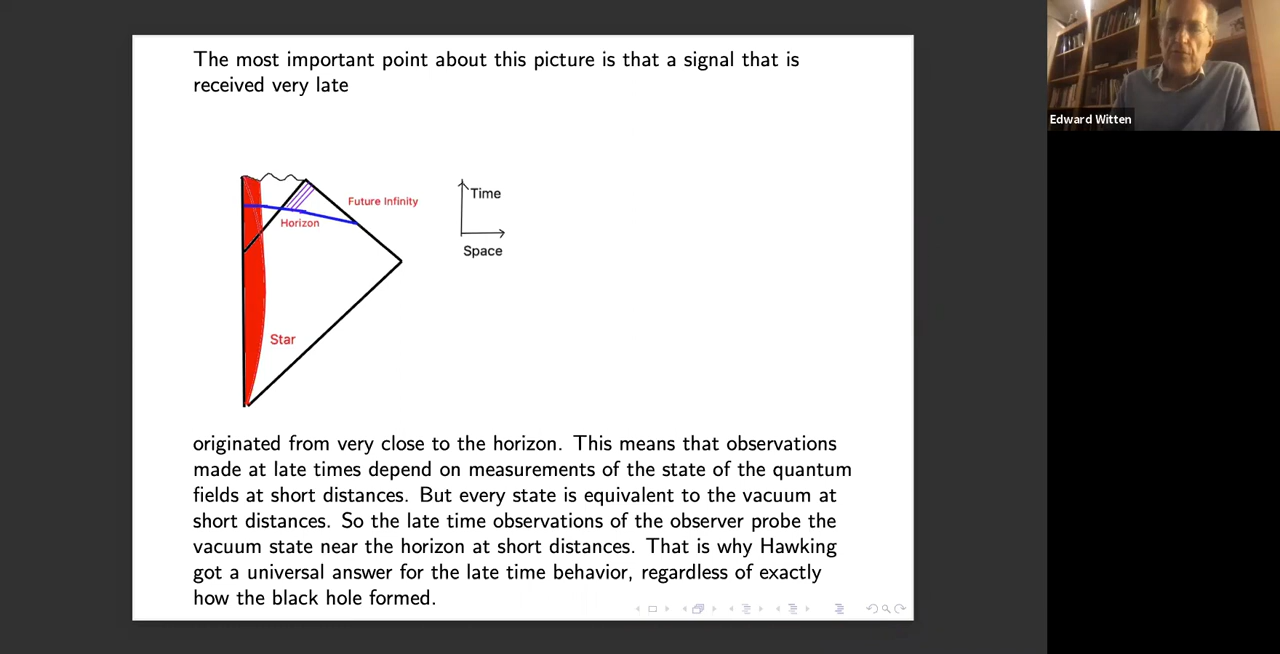 The most important point about this picture is that a signal that is
received very late
Edward Witten
Time
Future Infinity
Horizon
Space
Star
originated from very close to the horizon. This means that observations
made at late times depend on measurements of the state of the quantum
fields at short distances. But every state is equivalent to the vacuum at
short distances. So the late time observations of the observer probe the
vacuum state near the horizon at short distances. That is why Hawking
got a universal answer for the late time behavior, regardless of exactly
how the black hole formed.